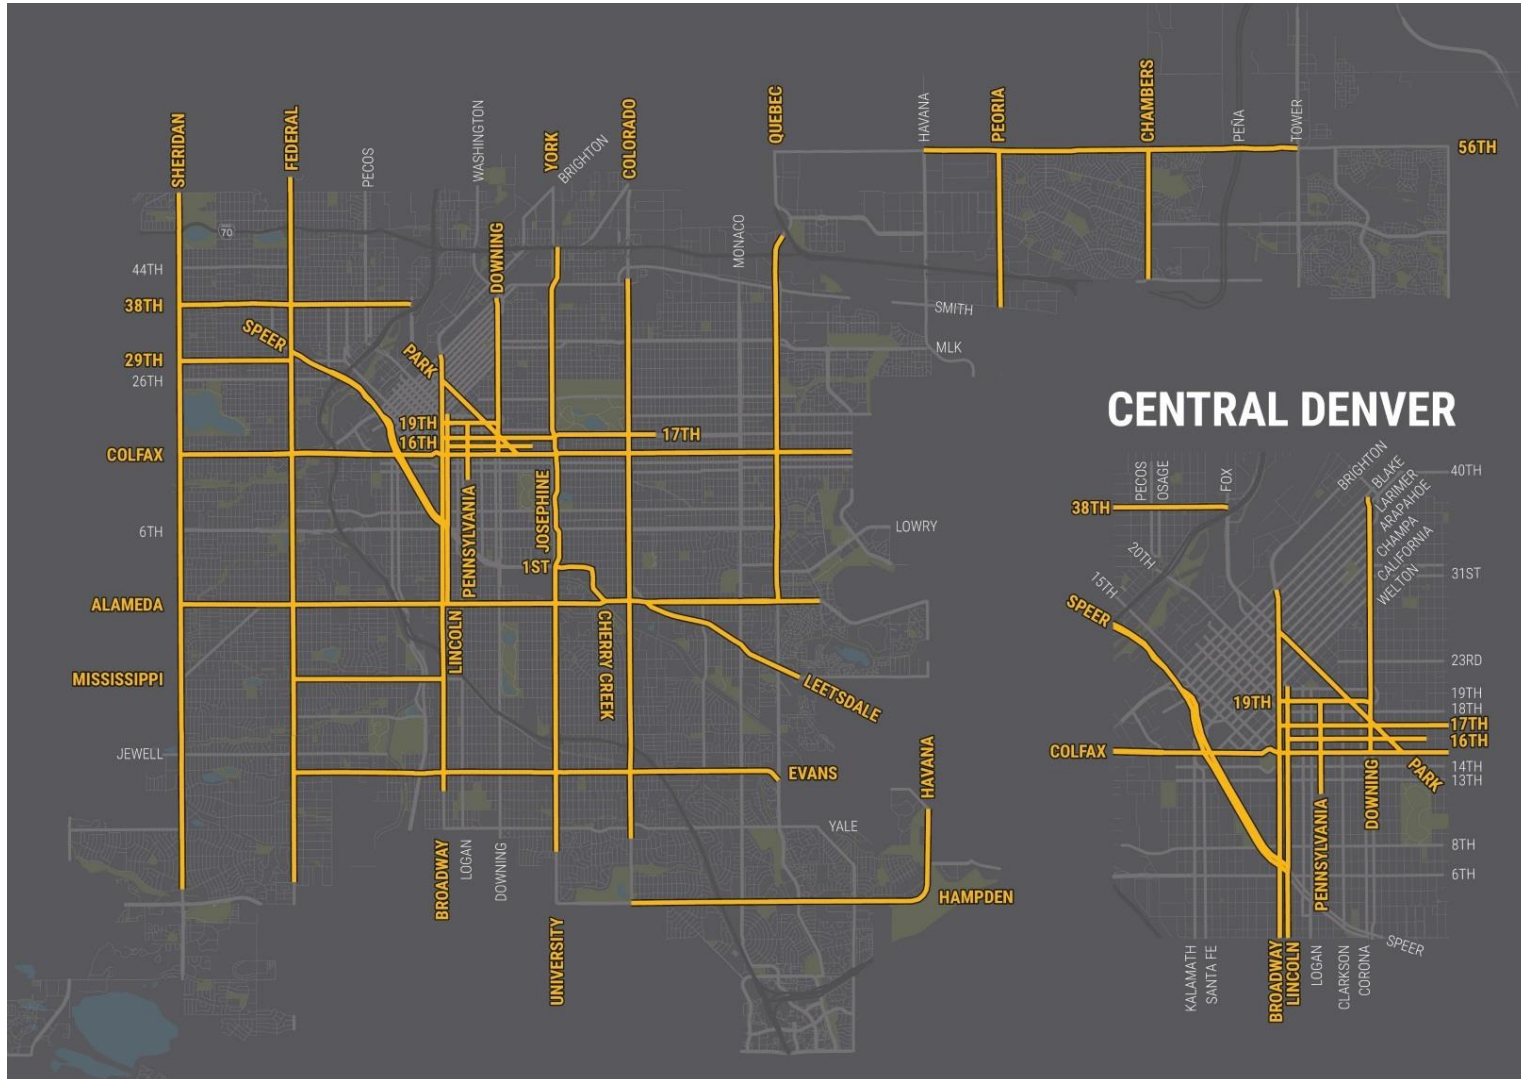 SHERIDAN
FEDERAL
PECOS
WASHINGTON
YORK
BRIGHTON
COLORADO
QUEBEC
HAVANA
PEORIA
CHAMBERS
PEÑA
TOWER
56TH
70
DOWNING
MONACO
44TH
38TH
SPEER
SMITH
29TH
PARK
MLK
26TH
19TH
16TH
17TH
COLFAX
JOSEPHINE
PENNSYLVANIA
6TH
LOWRY
1ST
ALAMEDA
LINCOLN
CHERRY CREEK
MISSISSIPPI
LEETSDALE
JEWELL
EVANS
HAVANA
YALE
BROADWAY
LOGAN
DOWNING
HAMPDEN
UNIVERSITY
CENTRAL DENVER
BRIGHTON
BLAKE
LARIMER
ARAPAHOE
CHAMPA
CALIFORNIA
WELTON
40TH
PECOS
OSAGE
FOX
38TH
20TH
15TH
31ST
SPEER
23RD
19TH
19TH
18TH
17TH
16TH
COLFAX
14TH
13TH
PARK
DOWNING
PENNSYLVANIA
8TH
6TH
SPEER
KALAMATH
SANTA FE
BROADWAY
LINCOLN
LOGAN
CLARKSON
CORONA